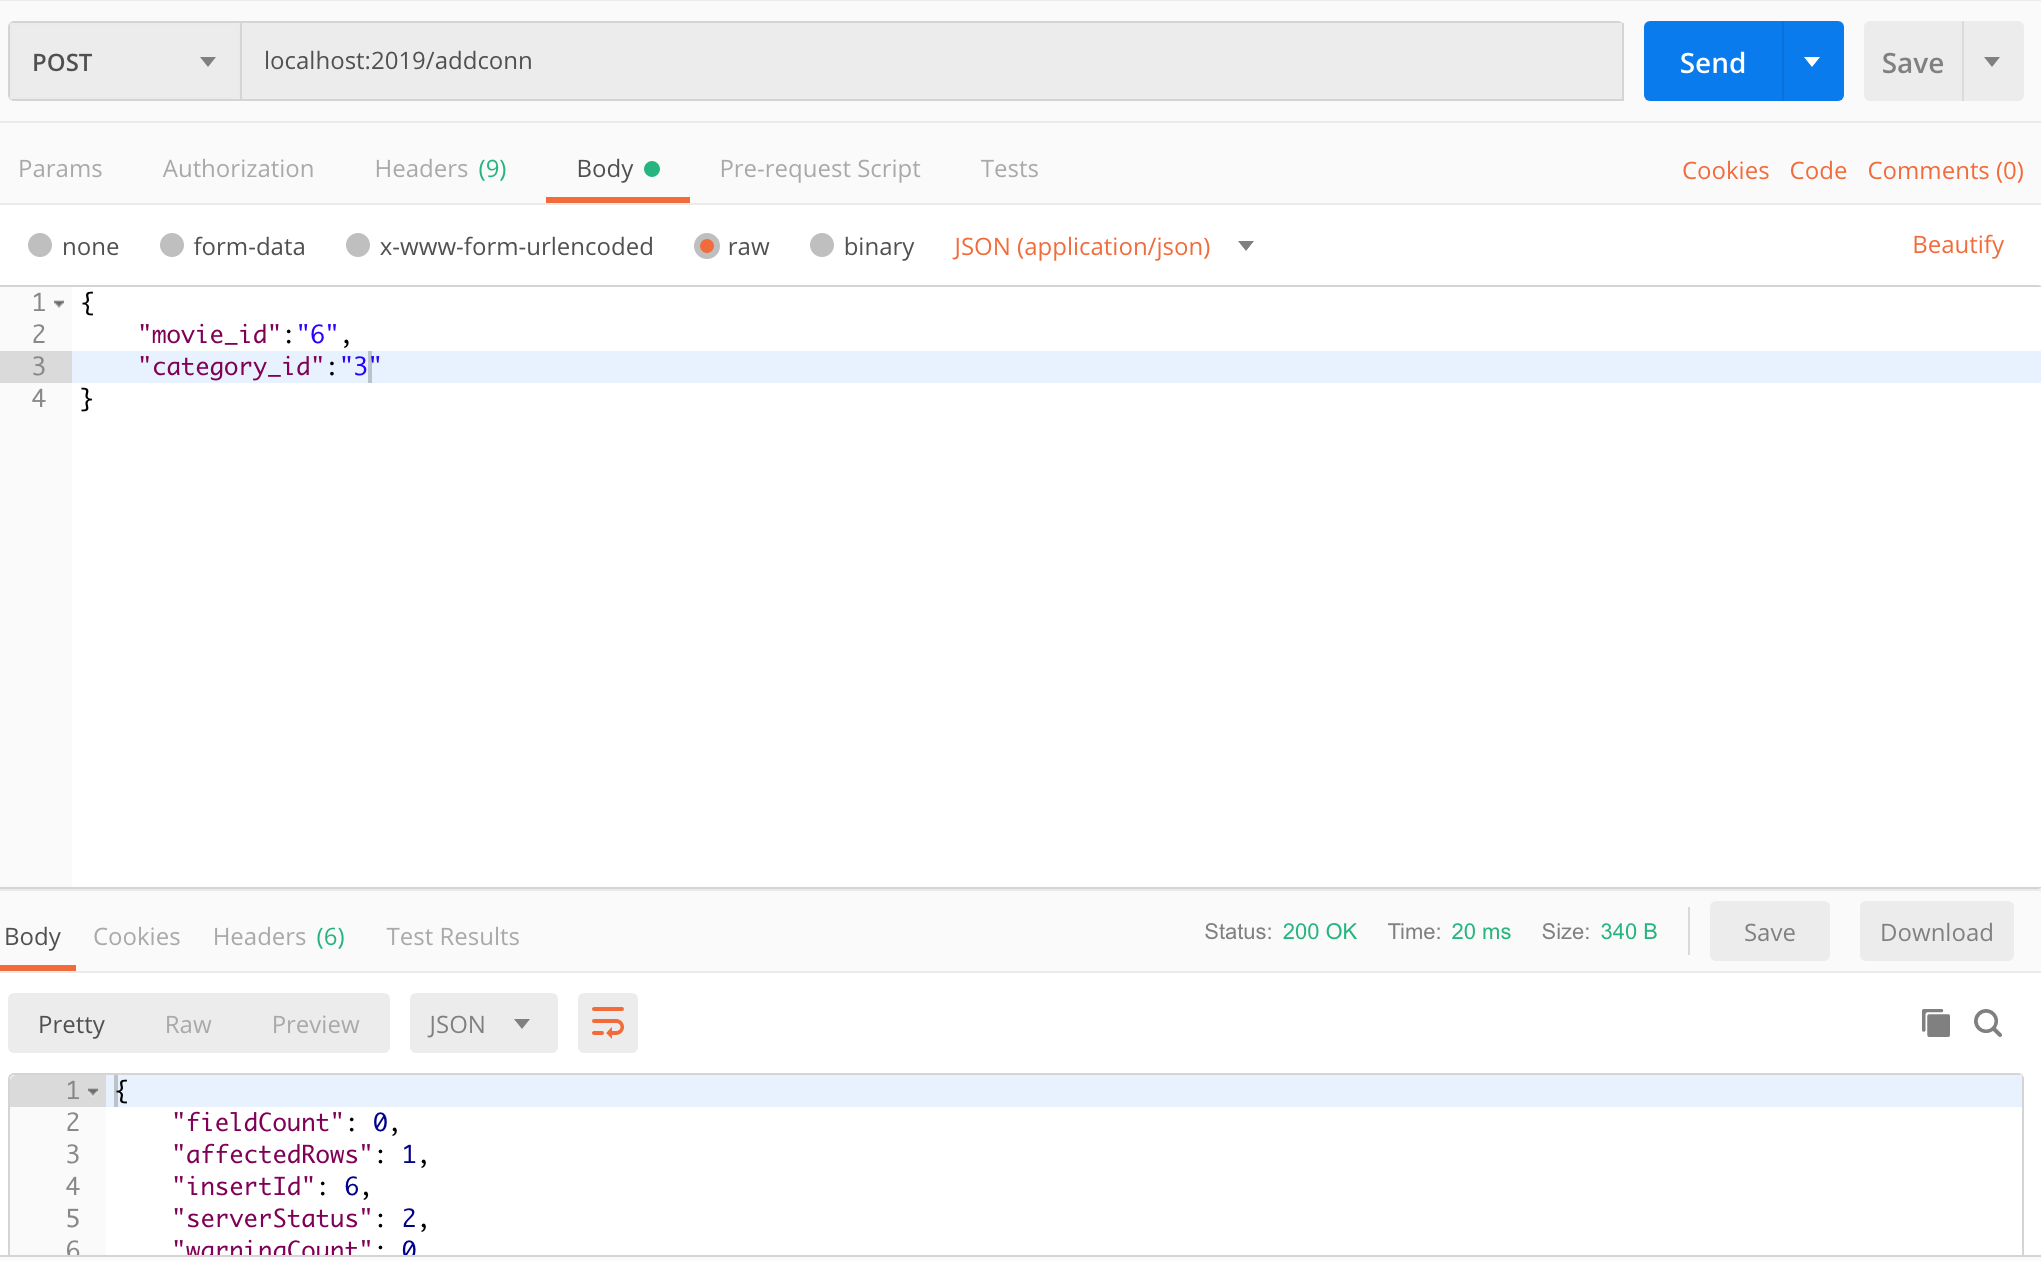 POST localhost:2019/addconn Send Save
Params Authorization Headers (9) Body Pre-request Script Tests Cookies Code Comments (0)
none form-data x-www-form-urlencoded raw binary JSON (application/json) Beautify
1 {
2 "movie_id":"6",
3 "category_id":"3"
4 }
Body Cookies Headers (6) Test Results Status: 200 OK Time: 20 ms Size: 340 B Save Download
Pretty Raw Preview JSON
1 {
2 "fieldCount": 0,
3 "affectedRows": 1,
4 "insertId": 6,
5 "serverStatus": 2,
6 "warningCount": 0